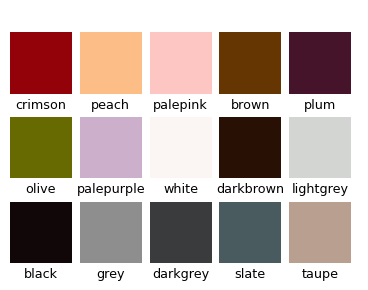 crimson peach palepink brown plum
olive palepurple white darkbrown lightgrey
black grey darkgrey slate taupe